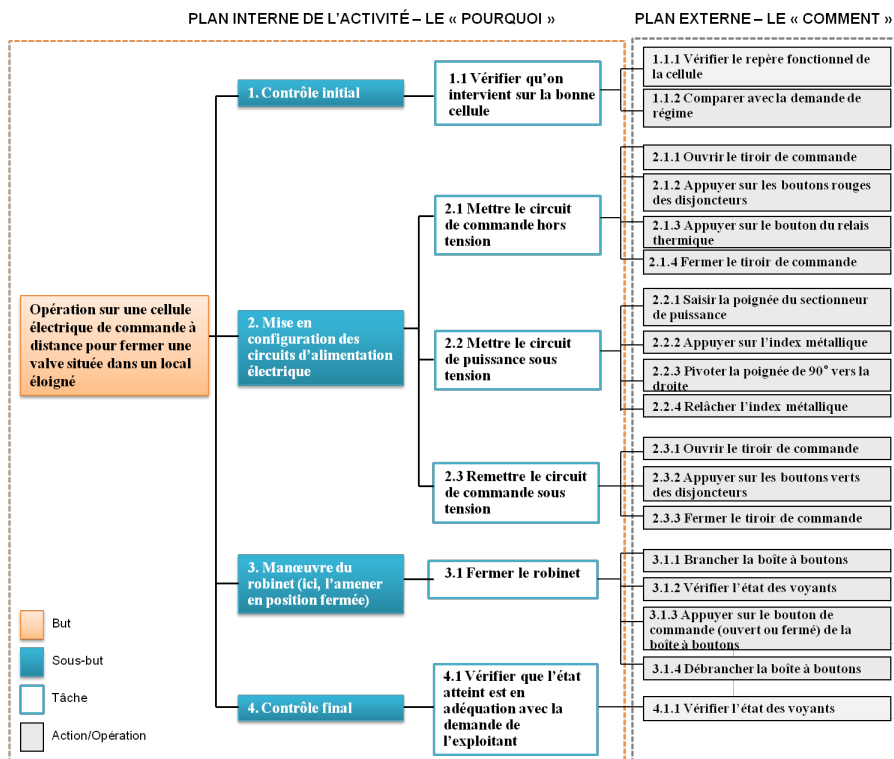 PLAN INTERNE DE L'ACTIVITÉ – LE « POURQUOI »
PLAN EXTERNE – LE « COMMENT »
Opération sur une cellule
électrique de commande à
distance pour fermer une
valve située dans un local
éloigné
1. Contrôle initial
1.1 Vérifier qu'on
intervient sur la bonne
cellule
1.1.1 Vérifier le repère fonctionnel de
la cellule
1.1.2 Comparer avec la demande de
régime
2. Mise en
configuration des
circuits d'alimentation
électrique
2.1 Mettre le circuit
de commande hors
tension
2.1.1 Ouvrir le tiroir de commande
2.1.2 Appuyer sur les boutons rouges
des disjoncteurs
2.1.3 Appuyer sur le bouton du relais
thermique
2.1.4 Fermer le tiroir de commande
2.2 Mettre le circuit
de puissance sous
tension
2.2.1 Saisir la poignée du sectionneur
de puissance
2.2.2 Appuyer sur l'index métallique
2.2.3 Pivoter la poignée de 90° vers la
droite
2.2.4 Relâcher l'index métallique
2.3 Remettre le circuit
de commande sous
tension
2.3.1 Ouvrir le tiroir de commande
2.3.2 Appuyer sur les boutons verts
des disjoncteurs
2.3.3 Fermer le tiroir de commande
3. Manœuvre du
robinet (ici, l'amener
en position fermée)
3.1 Fermer le robinet
3.1.1 Brancher la boîte à boutons
3.1.2 Vérifier l'état des voyants
3.1.3 Appuyer sur le bouton de
commande (ouvert ou fermé) de la
boîte à boutons
3.1.4 Débrancher la boîte à boutons
4. Contrôle final
4.1 Vérifier que l'état
atteint est en
adéquation avec la
demande de
l'exploitant
4.1.1 Vérifier l'état des voyants
But
Sous-but
Tâche
Action/Opération